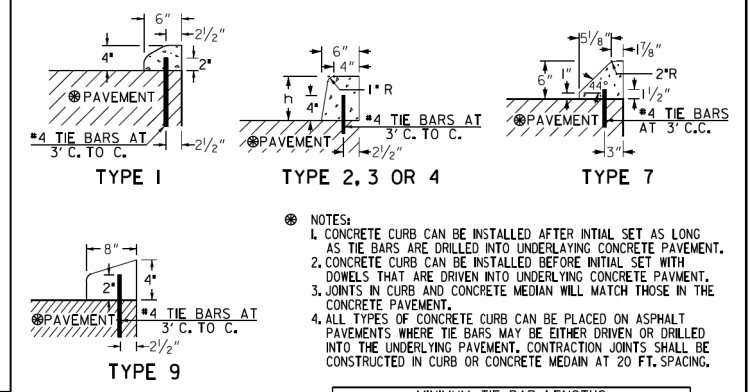 6"
2½"
4"
2"
⊛PAVEMENT
#4 TIE BARS AT
3' C. TO C.
2½"
TYPE 1
6"
4"
1" R
h
4"
⊛PAVEMENT
#4 TIE BARS AT
3' C. TO C.
2½"
TYPE 2, 3 OR 4
5⅛"
1⅞"
2"R
6"
1"
44°
1½"
⊛PAVEMENT
#4 TIE BARS
AT 3' C.C.
3"
TYPE 7
8"
4"
2"
⊛PAVEMENT
#4 TIE BARS AT
3' C. TO C.
2½"
TYPE 9
⊛ NOTES:
1. CONCRETE CURB CAN BE INSTALLED AFTER INTIAL SET AS LONG
AS TIE BARS ARE DRILLED INTO UNDERLAYING CONCRETE PAVEMENT.
2. CONCRETE CURB CAN BE INSTALLED BEFORE INITIAL SET WITH
DOWELS THAT ARE DRIVEN INTO UNDERLYING CONCRETE PAVMENT.
3. JOINTS IN CURB AND CONCRETE MEDIAN WILL MATCH THOSE IN THE
CONCRETE PAVEMENT.
4. ALL TYPES OF CONCRETE CURB CAN BE PLACED ON ASPHALT
PAVEMENTS WHERE TIE BARS MAY BE EITHER DRIVEN OR DRILLED
INTO THE UNDERLYING PAVEMENT. CONTRACTION JOINTS SHALL BE
CONSTRUCTED IN CURB OR CONCRETE MEDAIN AT 20 FT. SPACING.
MINIMUM TIE BAR LENGTHS